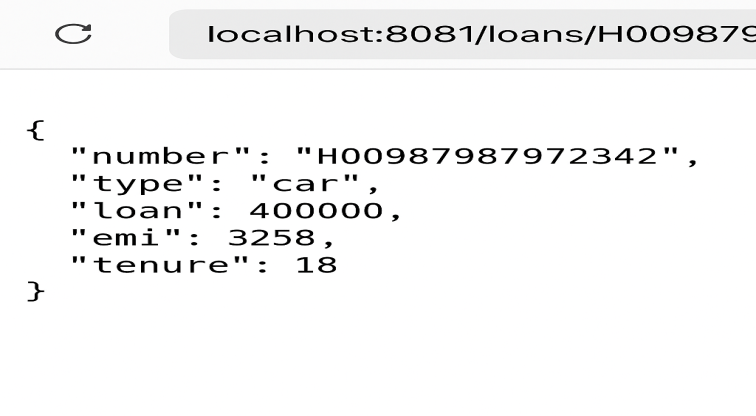 localhost:8081/loans/H009879
{
"number": "H00987987972342",
"type": "car",
"loan": 400000,
"emi": 3258,
"tenure": 18
}